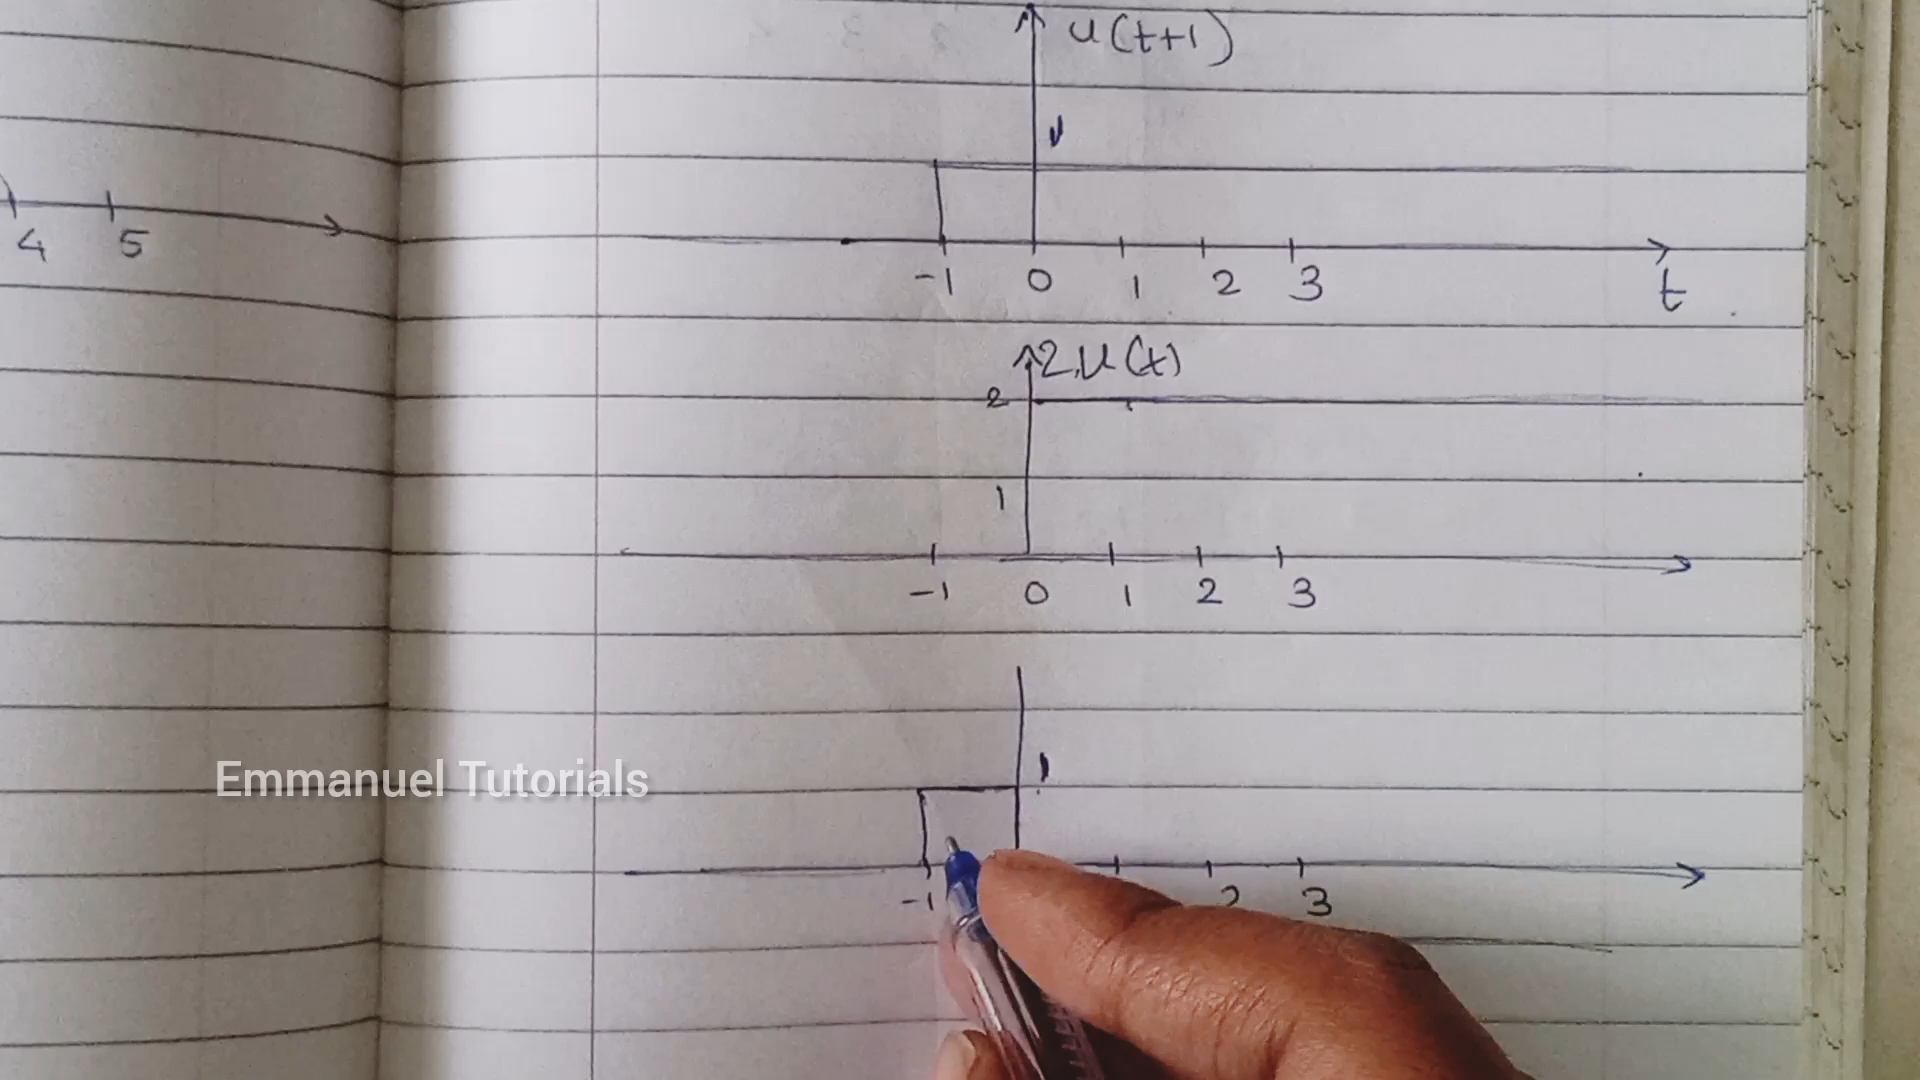 u(t+1)
1
4 5
-1 0 1 2 3
t
2.u(t)
2
1
-1 0 1 2 3
1
Emmanuel Tutorials
-1 2 3